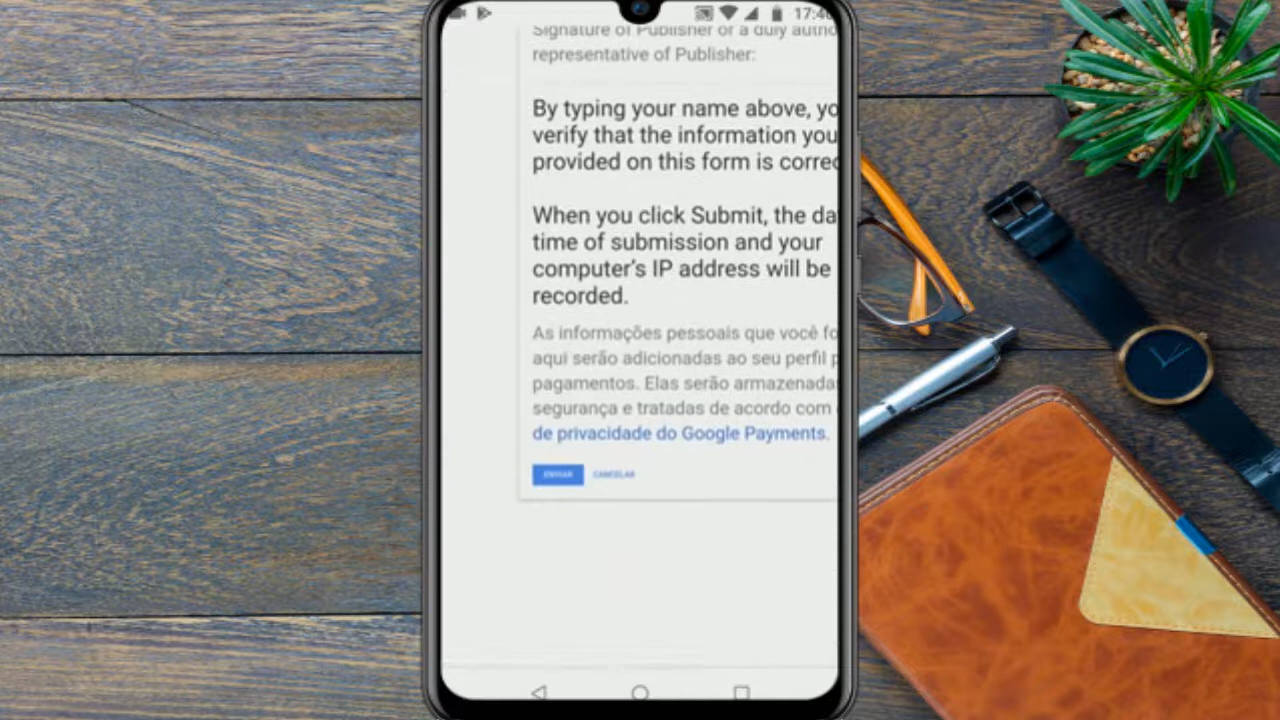 17:4
Signature of Publisher or a duly autho
representative of Publisher:
By typing your name above, yo
verify that the information you
provided on this form is correc
When you click Submit, the da
time of submission and your
computer's IP address will be
recorded.
As informações pessoais que você fo
aqui serão adicionadas ao seu perfil p
pagamentos. Elas serão armazenadas
segurança e tratadas de acordo com
de privacidade do Google Payments.
ENVIAR CANCELAR